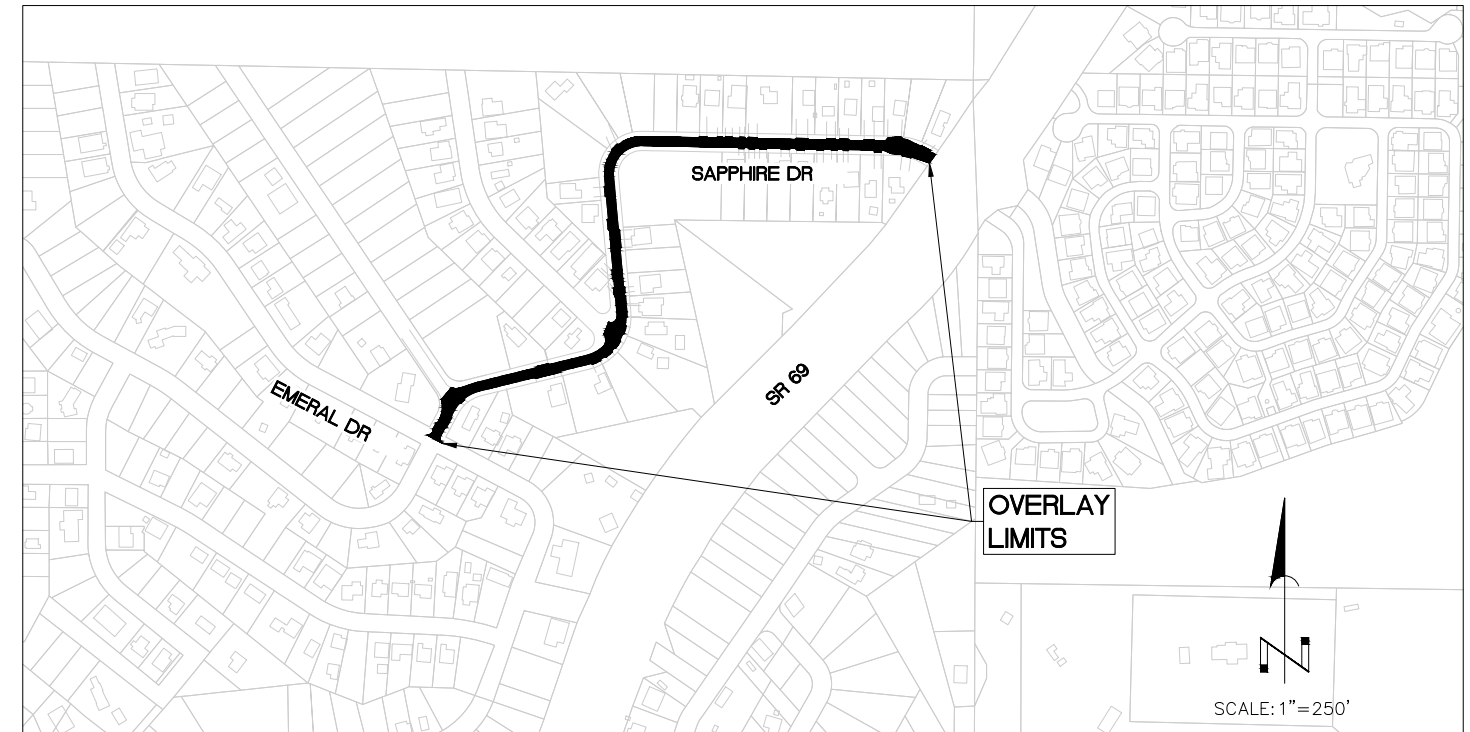 SAPPHIRE DR
SR 69
EMERAL DR
OVERLAY
LIMITS
N
SCALE: 1"=250'